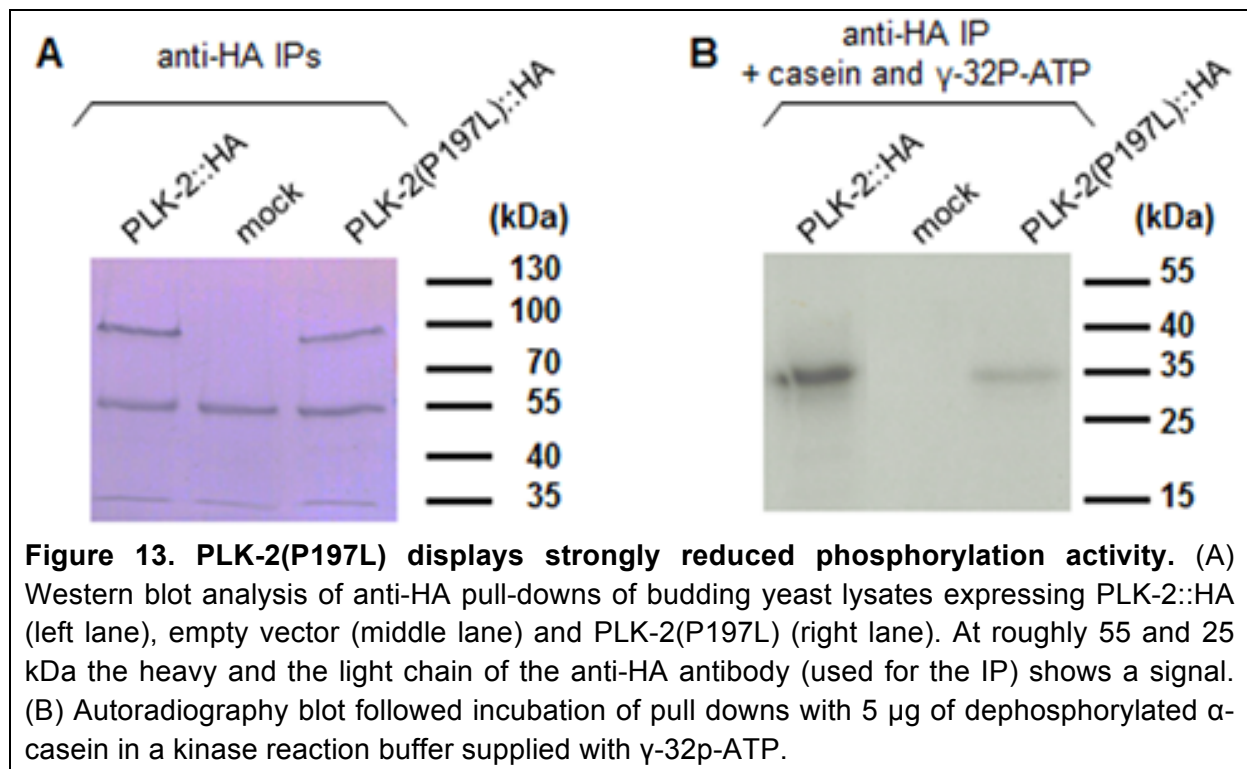 A
anti-HA IPs
PLK-2::HA
mock
PLK-2(P197L)::HA
(kDa)
130
100
70
55
40
35
B
anti-HA IP
+ casein and γ-32P-ATP
PLK-2::HA
mock
PLK-2(P197L)::HA
(kDa)
55
40
35
25
15
Figure 13. PLK-2(P197L) displays strongly reduced phosphorylation activity. (A)
Western blot analysis of anti-HA pull-downs of budding yeast lysates expressing PLK-2::HA
(left lane), empty vector (middle lane) and PLK-2(P197L) (right lane). At roughly 55 and 25
kDa the heavy and the light chain of the anti-HA antibody (used for the IP) shows a signal.
(B) Autoradiography blot followed incubation of pull downs with 5 µg of dephosphorylated α-
casein in a kinase reaction buffer supplied with γ-32p-ATP.